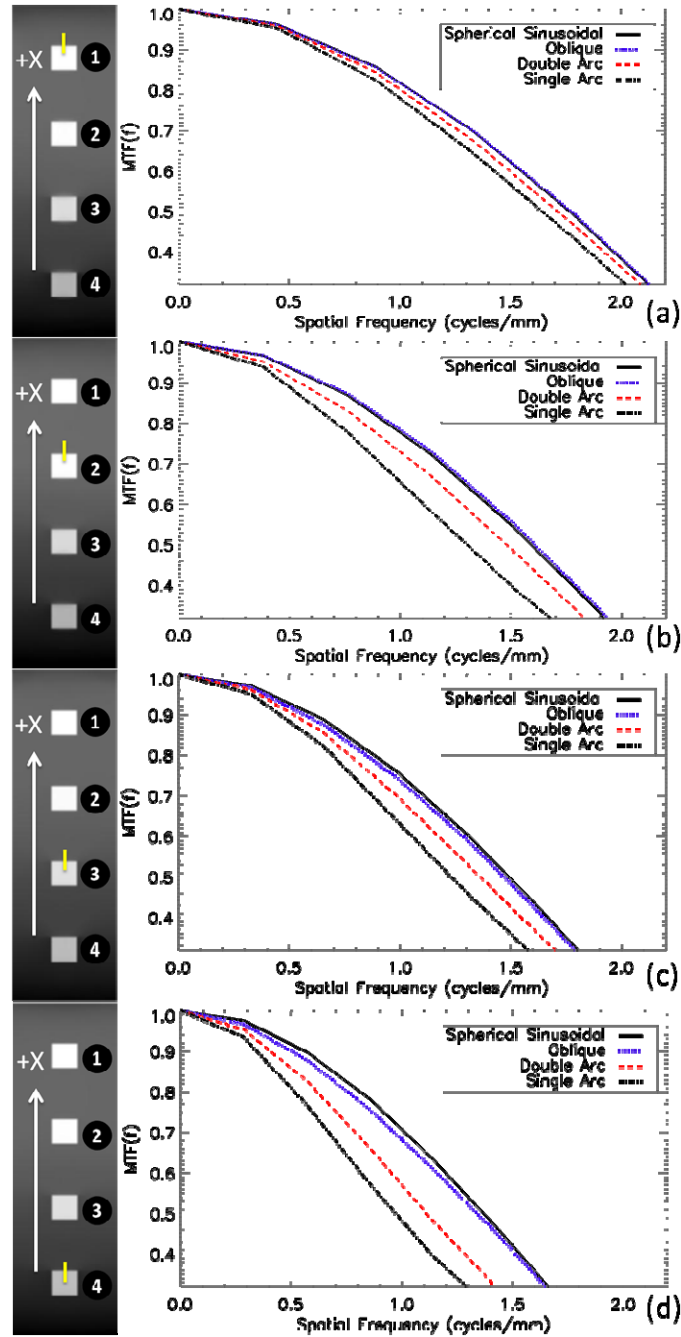 +X
1
2
3
4
MTF(f)
1.0
0.9
0.8
0.7
0.6
0.5
0.4
Spherical Sinusoidal
Oblique
Double Arc
Single Arc
0.0 0.5 1.0 1.5 2.0
Spatial Frequency (cycles/mm)
(a)
+X
1
2
3
4
MTF(f)
1.0
0.9
0.8
0.7
0.6
0.5
0.4
Spherical Sinusoida
Oblique
Double Arc
Single Arc
0.0 0.5 1.0 1.5 2.0
Spatial Frequency (cycles/mm)
(b)
+X
1
2
3
4
MTF(f)
1.0
0.9
0.8
0.7
0.6
0.5
0.4
Spherical Sinusoida
Oblique
Double Arc
Single Arc
0.0 0.5 1.0 1.5 2.0
Spatial Frequency (cycles/mm)
(c)
+X
1
2
3
4
MTF(f)
1.0
0.9
0.8
0.7
0.6
0.5
0.4
Spherical Sinusoidal
Oblique
Double Arc
Single Arc
0.0 0.5 1.0 1.5 2.0
Spatial Frequency (cycles/mm)
(d)